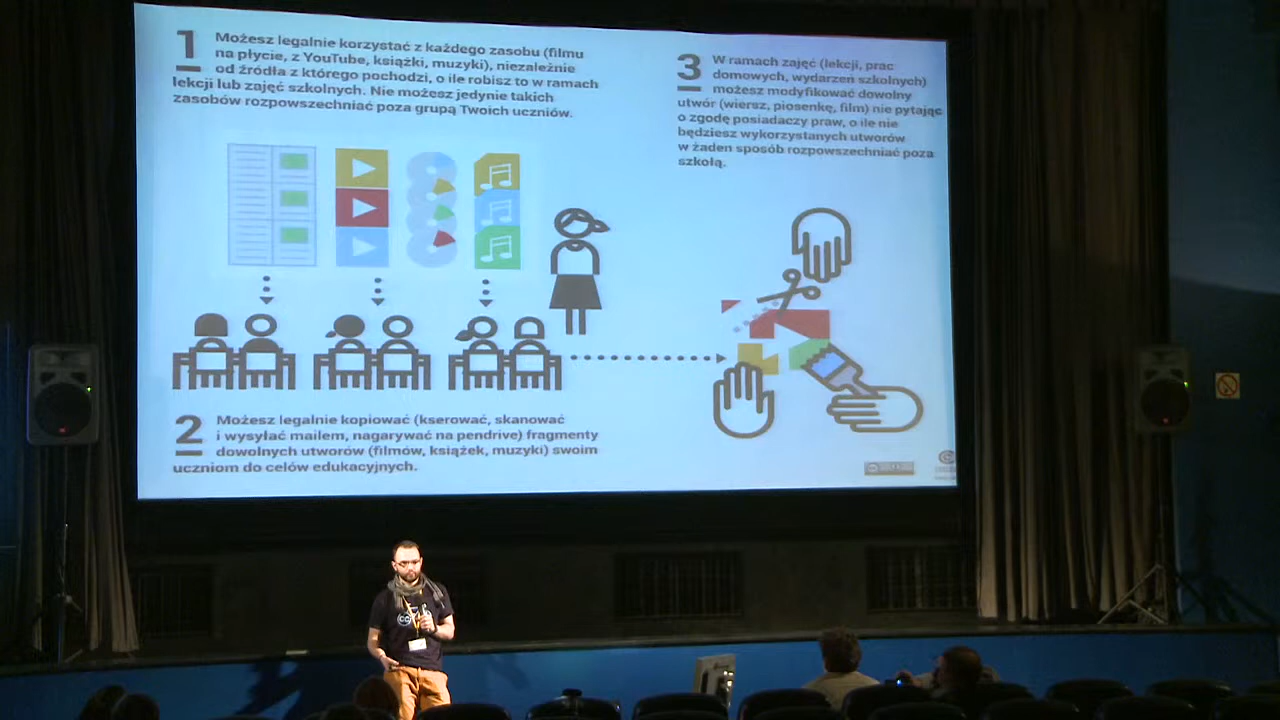 1 Możesz legalnie korzystać z każdego zasobu (filmu
na płycie, z YouTube, książki, muzyki), niezależnie
od źródła z którego pochodzi, o ile robisz to w ramach
lekcji lub zajęć szkolnych. Nie możesz jedynie takich
zasobów rozpowszechniać poza grupą Twoich uczniów.
2 Możesz legalnie kopiować (kserować, skanować
i wysyłać mailem, nagarywać na pendrive) fragmenty
dowolnych utworów (filmów, książek, muzyki) swoim
uczniom do celów edukacyjnych.
3 W ramach zajęć (lekcji, prac
domowych, wydarzeń szkolnych)
możesz modyfikować dowolny
utwór (wiersz, piosenkę, film) nie pytając
o zgodę posiadaczy praw, o ile nie
będziesz wykorzystanych utworów
w żaden sposób rozpowszechniać poza
szkołą.
cc